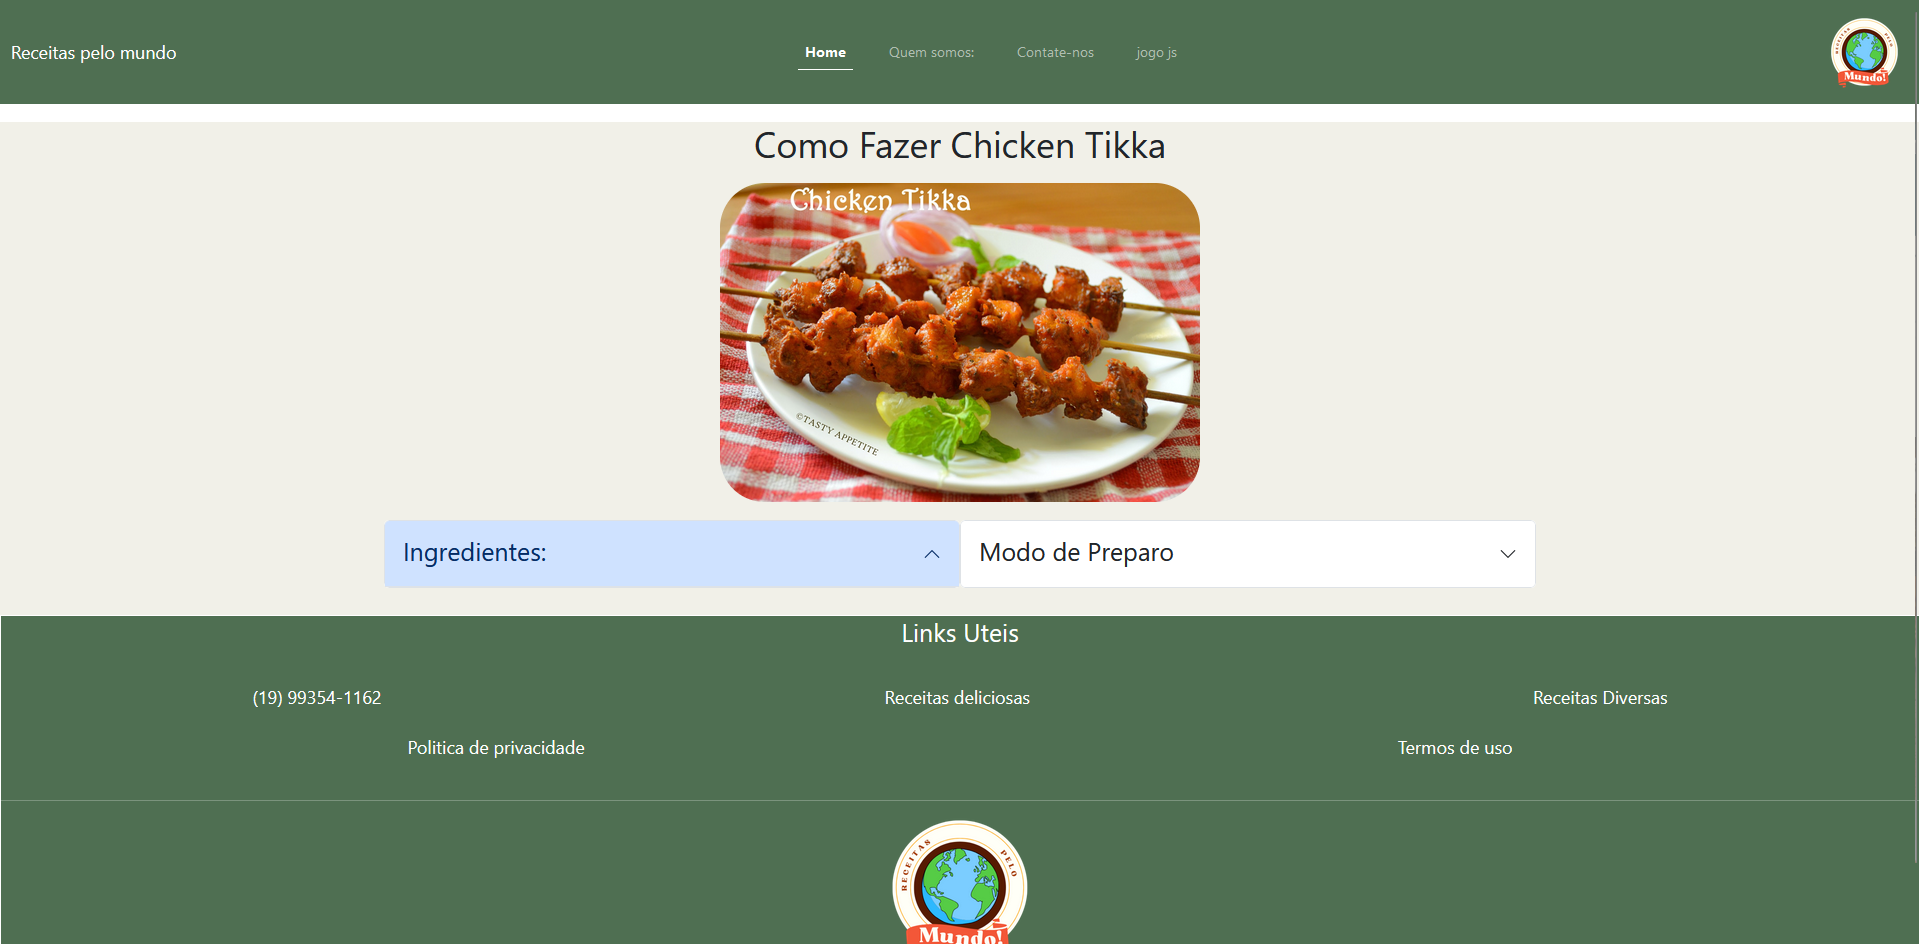 Receitas pelo mundo
Home
Quem somos:
Contate-nos
jogo js
RECEITAS PELO
Mundo!
Como Fazer Chicken Tikka
Chicken Tikka
©TASTY APPETITE
Ingredientes:
Modo de Preparo
Links Uteis
(19) 99354-1162
Receitas deliciosas
Receitas Diversas
Politica de privacidade
Termos de uso
RECEITAS PELO
Mundo!